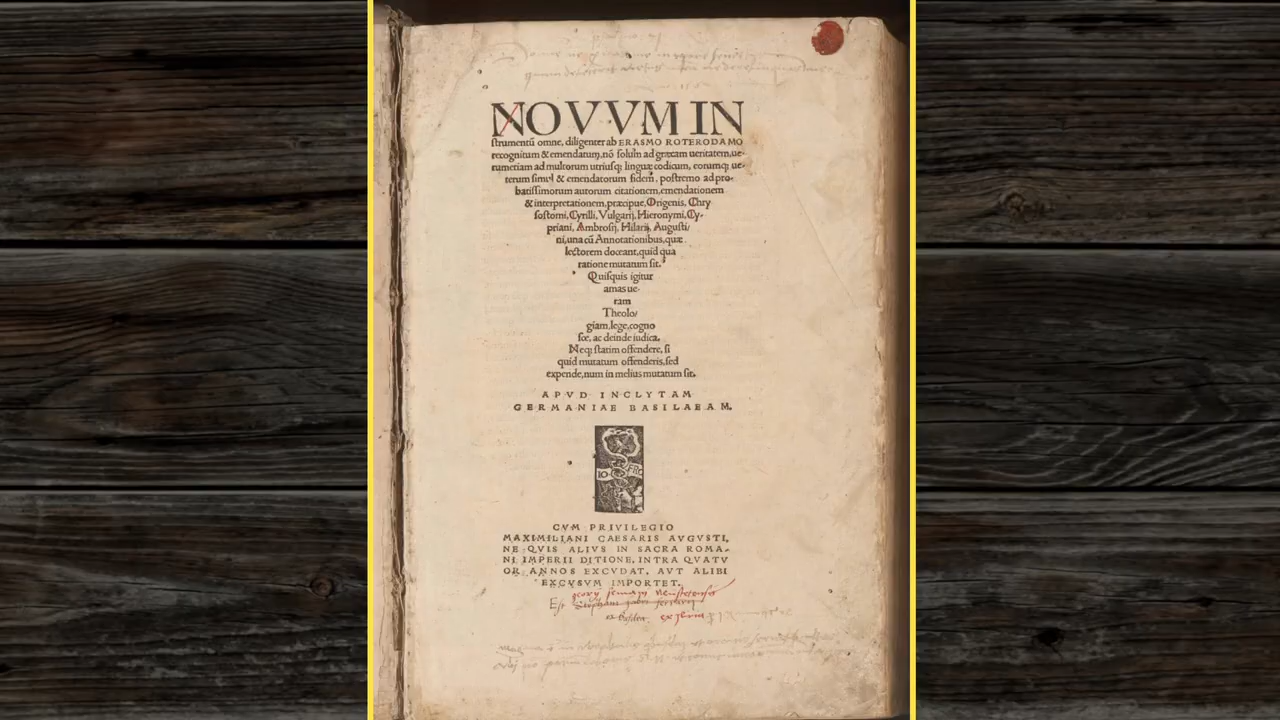 NOVVM IN
strumentū omne, diligenter ab ERASMO ROTERODAMO
recognitum & emendatum, nō solum ad græcam ueritatem, ue-
rumetiam ad multorum utriusq; linguæ codicum, eorumq; ue-
terum simul & emendatorum fidem, postremo ad pro-
batissimorum autorum citationem, emendationem
& interpretationem, præcipue, Origenis, Chry
sostomi, Cyrilli, Vulgarij, Hieronymi, Cy-
priani, Ambrosij, Hilarij, Augusti/
ni, una cū Annotationibus, quæ
lectorem doceant, quid qua
ratione mutatum sit.
Quisquis igitur
amas ue-
ram
Theolo/
giam, lege, cogno
sce, ac deinde iudica.
Neq; statim offendere, si
quid mutatum offenderis, sed
expende, num in melius mutatum sit.
APVD INCLYTAM
GERMANIAE BASILAEAM.
IO FRO
CVM PRIVILEGIO
MAXIMILIANI CAESARIS AVGVSTI,
NE QVIS ALIVS IN SACRA ROMA-
NI IMPERII DITIONE, INTRA QVATV
OR ANNOS EXCVDAT, AVT ALIBI
EXCVSVM IMPORTET.
Est